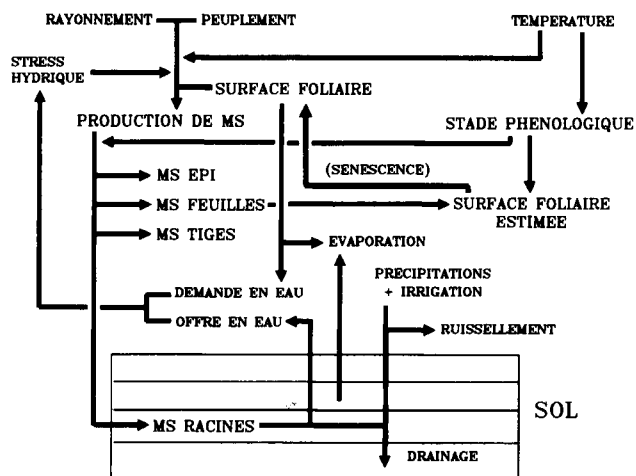 RAYONNEMENT
PEUPLEMENT
TEMPERATURE
STRESS
HYDRIQUE
SURFACE FOLIAIRE
PRODUCTION DE MS
STADE PHENOLOGIQUE
(SENESCENCE)
MS EPI
MS FEUILLES
SURFACE FOLIAIRE
ESTIMEE
MS TIGES
EVAPORATION
PRECIPITATIONS
+ IRRIGATION
DEMANDE EN EAU
OFFRE EN EAU
RUISSELLEMENT
SOL
MS RACINES
DRAINAGE